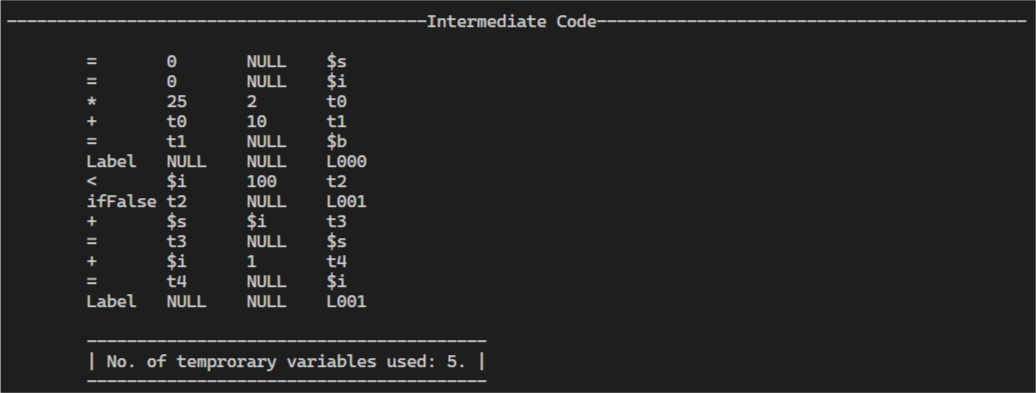 ------------------------------------------Intermediate Code-------------------------------------------
= 0 NULL $s
= 0 NULL $i
* 25 2 t0
+ t0 10 t1
= t1 NULL $b
Label NULL NULL L000
< $i 100 t2
ifFalse t2 NULL L001
+ $s $i t3
= t3 NULL $s
+ $i 1 t4
= t4 NULL $i
Label NULL NULL L001
----------------------------------------
| No. of temprorary variables used: 5. |
----------------------------------------